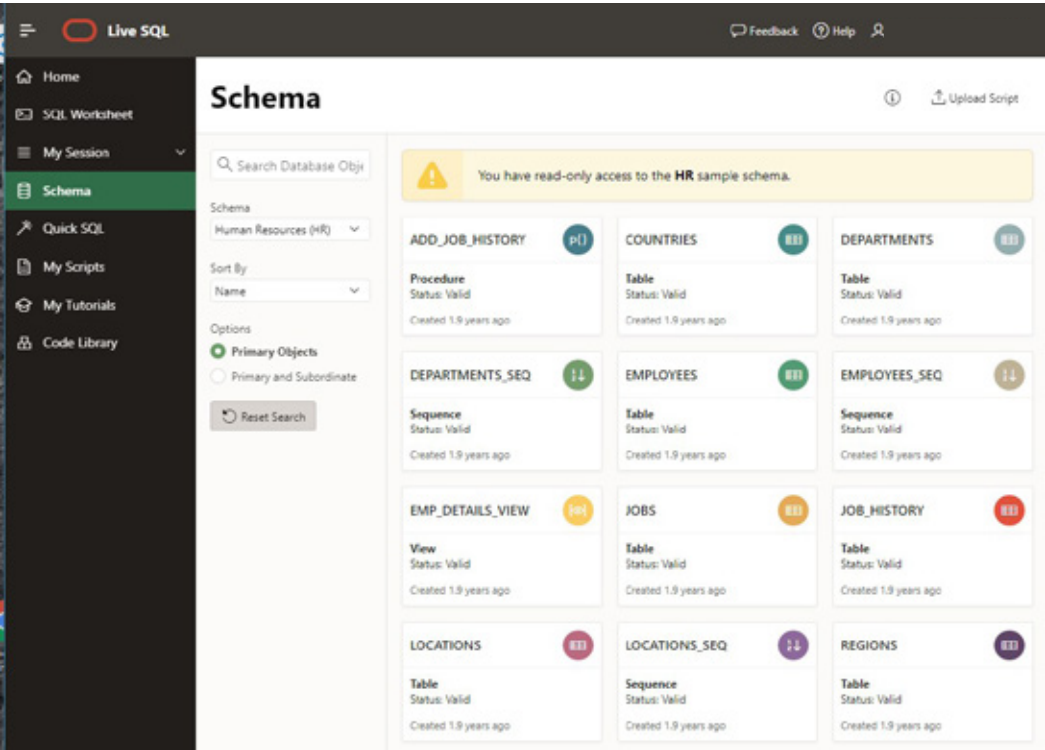 Live SQL
Feedback
Help
Home
SQL Worksheet
My Session
Schema
Quick SQL
My Scripts
My Tutorials
Code Library
Schema
Upload Script
Search Database Obje
Schema
Human Resources (HR)
Sort By
Name
Options
Primary Objects
Primary and Subordinate
Reset Search
You have read-only access to the HR sample schema.
ADD_JOB_HISTORY
p()
Procedure
Status: Valid
Created 1.9 years ago
COUNTRIES
Table
Status: Valid
Created 1.9 years ago
DEPARTMENTS
Table
Status: Valid
Created 1.9 years ago
DEPARTMENTS_SEQ
Sequence
Status: Valid
Created 1.9 years ago
EMPLOYEES
Table
Status: Valid
Created 1.9 years ago
EMPLOYEES_SEQ
Sequence
Status: Valid
Created 1.9 years ago
EMP_DETAILS_VIEW
View
Status: Valid
Created 1.9 years ago
JOBS
Table
Status: Valid
Created 1.9 years ago
JOB_HISTORY
Table
Status: Valid
Created 1.9 years ago
LOCATIONS
Table
Status: Valid
Created 1.9 years ago
LOCATIONS_SEQ
Sequence
Status: Valid
Created 1.9 years ago
REGIONS
Table
Status: Valid
Created 1.9 years ago